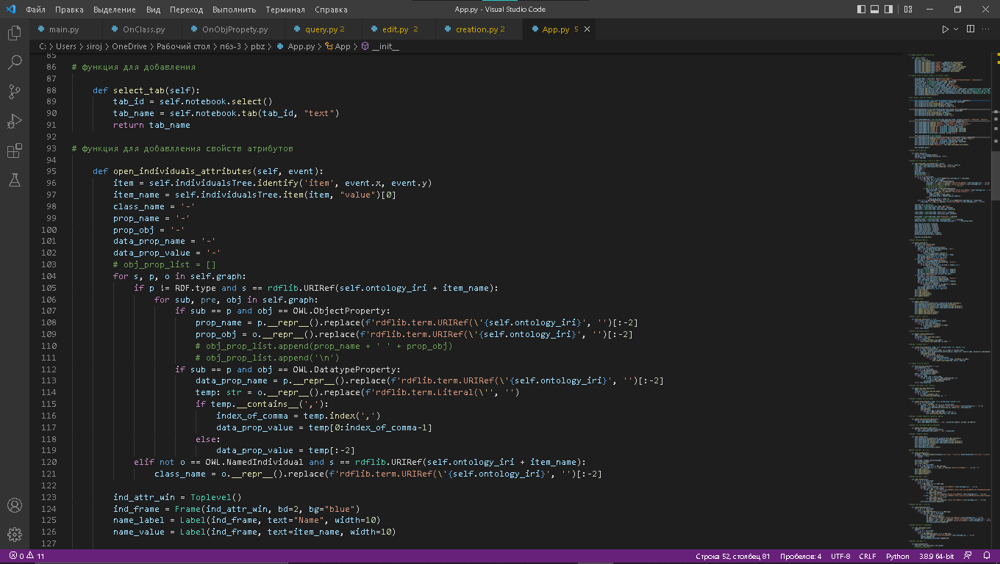 Файл Правка Выделение Вид Переход Выполнить Терминал Справка App.py - Visual Studio Code
main.py OnClass.py OnObjPropety.py query.py 2 edit.py 2 creation.py 2 App.py 5
C: > Users > siroj > OneDrive > Рабочий стол > пбз-3 > pbz > App.py > App > __init__
85
86 # функция для добавления
87
88 def select_tab(self):
89 tab_id = self.notebook.select()
90 tab_name = self.notebook.tab(tab_id, "text")
91 return tab_name
92
93 # функция для добавлления свойств атрибутов
94
95 def open_individuals_attributes(self, event):
96 item = self.individualsTree.identify('item', event.x, event.y)
97 item_name = self.individualsTree.item(item, "value")[0]
98 class_name = '-'
99 prop_name = '-'
100 prop_obj = '-'
101 data_prop_name = '-'
102 data_prop_value = '-'
103 # obj_prop_list = []
104 for s, p, o in self.graph:
105 if p != RDF.type and s == rdflib.URIRef(self.ontology_iri + item_name):
106 for sub, pre, obj in self.graph:
107 if sub == p and obj == OWL.ObjectProperty:
108 prop_name = p.__repr__().replace(f'rdflib.term.URIRef(\'{self.ontology_iri}', '')[:-2]
109 prop_obj = o.__repr__().replace(f'rdflib.term.URIRef(\'{self.ontology_iri}', '')[:-2]
110 # obj_prop_list.append(prop_name + ' ' + prop_obj)
111 # obj_prop_list.append('\n')
112 if sub == p and obj == OWL.DatatypeProperty:
113 data_prop_name = p.__repr__().replace(f'rdflib.term.URIRef(\'{self.ontology_iri}', '')[:-2]
114 temp: str = o.__repr__().replace(f'rdflib.term.Literal(\'', '')
115 if temp.__contains__(','):
116 index_of_comma = temp.index(',')
117 data_prop_value = temp[0:index_of_comma-1]
118 else:
119 data_prop_value = temp[:-2]
120 elif not o == OWL.NamedIndividual and s == rdflib.URIRef(self.ontology_iri + item_name):
121 class_name = o.__repr__().replace(f'rdflib.term.URIRef(\'{self.ontology_iri}', '')[:-2]
122
123 ind_attr_win = Toplevel()
124 ind_frame = Frame(ind_attr_win, bd=2, bg="blue")
125 name_label = Label(ind_frame, text="Name", width=10)
126 name_value = Label(ind_frame, text=item_name, width=10)
127
0 11 Строка 52, столбец 81 Пробелов: 4 UTF-8 CRLF Python 3.8.9 64-bit